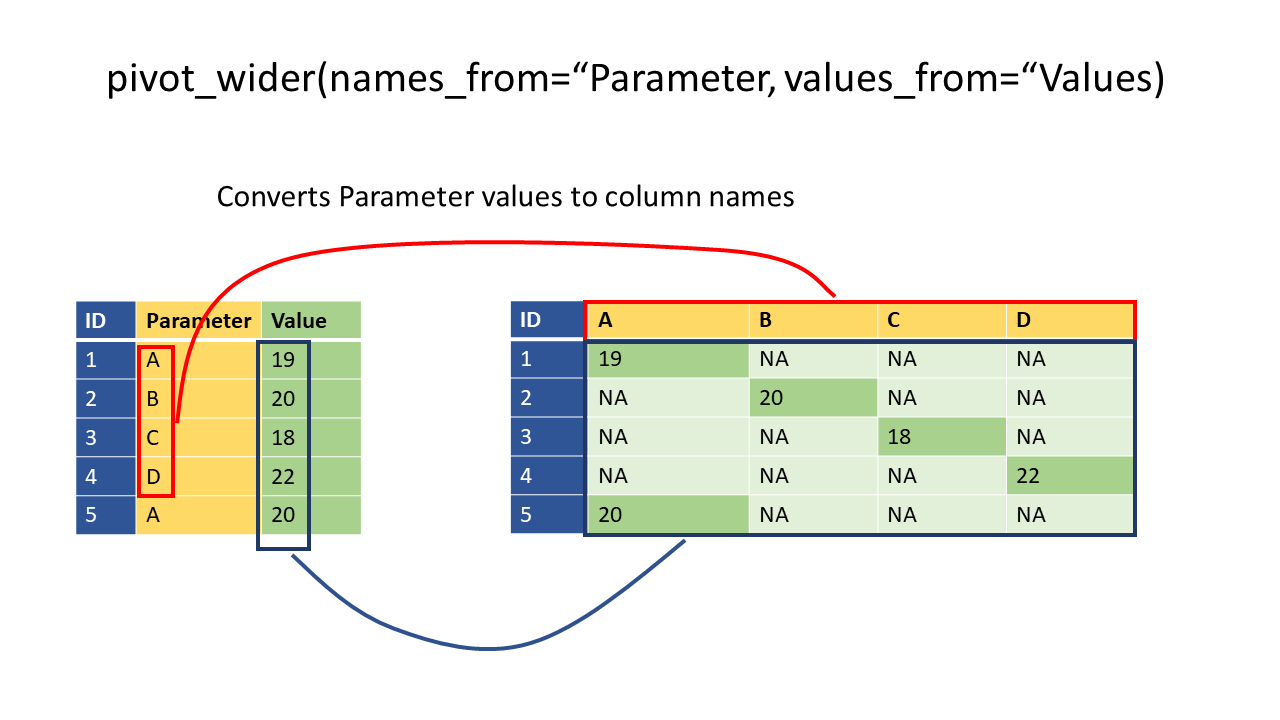 pivot_wider(names_from=“Parameter, values_from=“Values)
Converts Parameter values to column names
ID Parameter Value
1 A 19
2 B 20
3 C 18
4 D 22
5 A 20
ID A B C D
1 19 NA NA NA
2 NA 20 NA NA
3 NA NA 18 NA
4 NA NA NA 22
5 20 NA NA NA